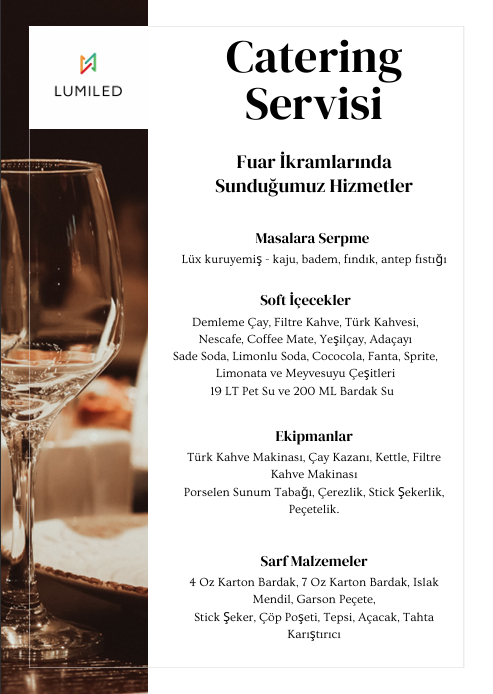 LUMILED
Catering
Servisi
Fuar İkramlarında
Sunduğumuz Hizmetler
Masalara Serpme
Lüx kuruyemiş - kaju, badem, fındık, antep fıstığı
Soft İçecekler
Demleme Çay, Filtre Kahve, Türk Kahvesi,
Nescafe, Coffee Mate, Yeşilçay, Adaçayı
Sade Soda, Limonlu Soda, Cococola, Fanta, Sprite,
Limonata ve Meyvesuyu Çeşitleri
19 LT Pet Su ve 200 ML Bardak Su
Ekipmanlar
Türk Kahve Makinası, Çay Kazanı, Kettle, Filtre
Kahve Makinası
Porselen Sunum Tabağı, Çerezlik, Stick Şekerlik,
Peçetelik.
Sarf Malzemeler
4 Oz Karton Bardak, 7 Oz Karton Bardak, Islak
Mendil, Garson Peçete,
Stick Şeker, Çöp Poşeti, Tepsi, Açacak, Tahta
Karıştırıcı